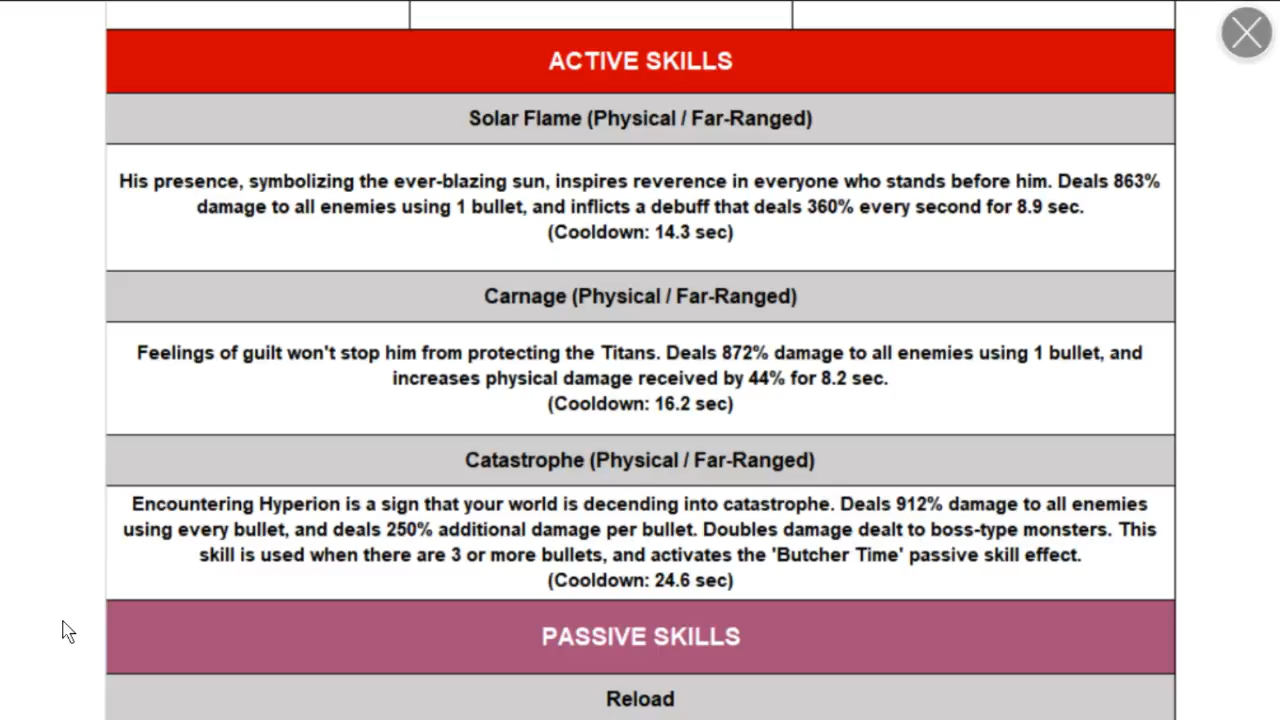 ACTIVE SKILLS
Solar Flame (Physical / Far-Ranged)
His presence, symbolizing the ever-blazing sun, inspires reverence in everyone who stands before him. Deals 863%
damage to all enemies using 1 bullet, and inflicts a debuff that deals 360% every second for 8.9 sec.
(Cooldown: 14.3 sec)
Carnage (Physical / Far-Ranged)
Feelings of guilt won't stop him from protecting the Titans. Deals 872% damage to all enemies using 1 bullet, and
increases physical damage received by 44% for 8.2 sec.
(Cooldown: 16.2 sec)
Catastrophe (Physical / Far-Ranged)
Encountering Hyperion is a sign that your world is decending into catastrophe. Deals 912% damage to all enemies
using every bullet, and deals 250% additional damage per bullet. Doubles damage dealt to boss-type monsters. This
skill is used when there are 3 or more bullets, and activates the 'Butcher Time' passive skill effect.
(Cooldown: 24.6 sec)
PASSIVE SKILLS
Reload